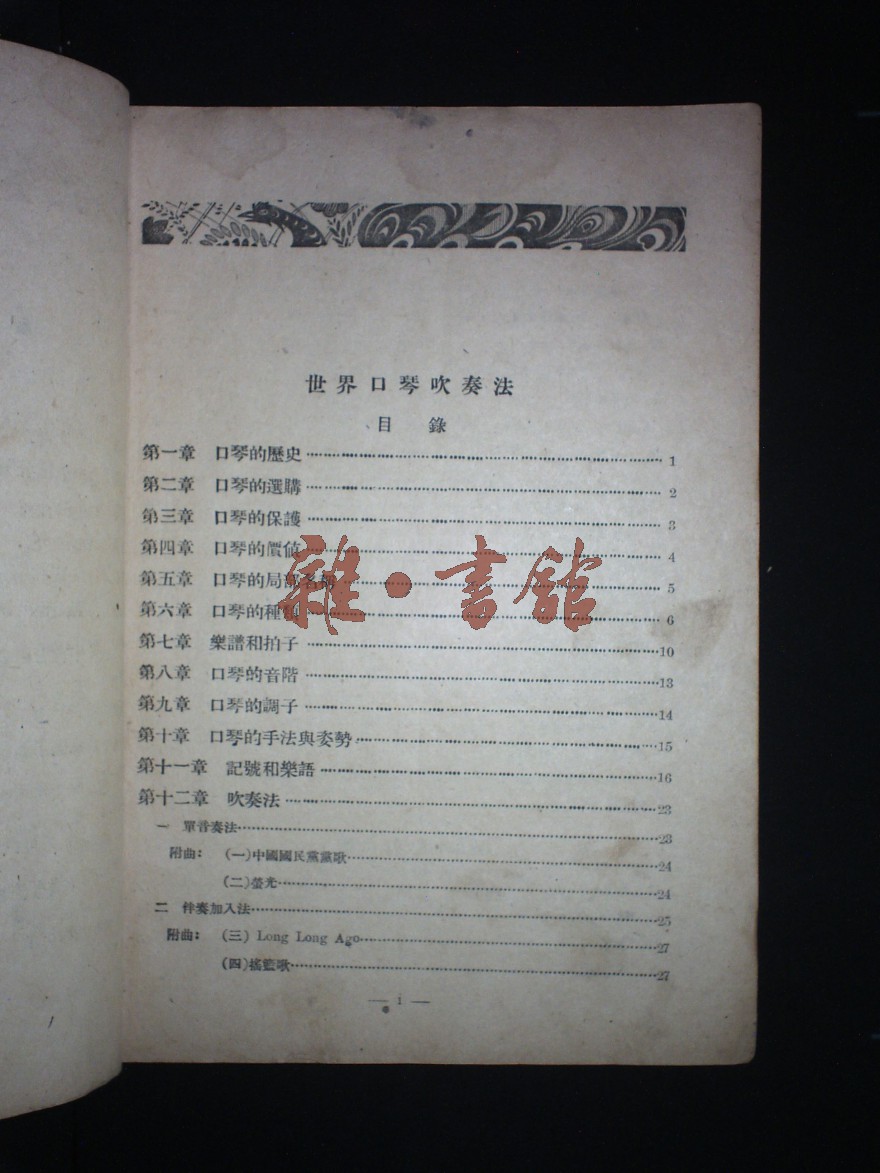 世界口琴吹奏法
目錄
第一章 口琴的歷史 1
第二章 口琴的選購 2
第三章 口琴的保護 3
第四章 口琴的價值 4
第五章 口琴的局部名稱 5
第六章 口琴的種類 6
第七章 樂譜和拍子 10
第八章 口琴的音階 13
第九章 口琴的調子 14
第十章 口琴的手法與姿勢 15
第十一章 記號和樂語 16
第十二章 吹奏法 23
一 單音奏法 23
附曲：（一）中國國民黨黨歌 24
（二）螢光 24
二 伴奏加入法 25
附曲：（三）Long Long Ago 27
（四）搖籃歌 27
— 1 —
雜·書館